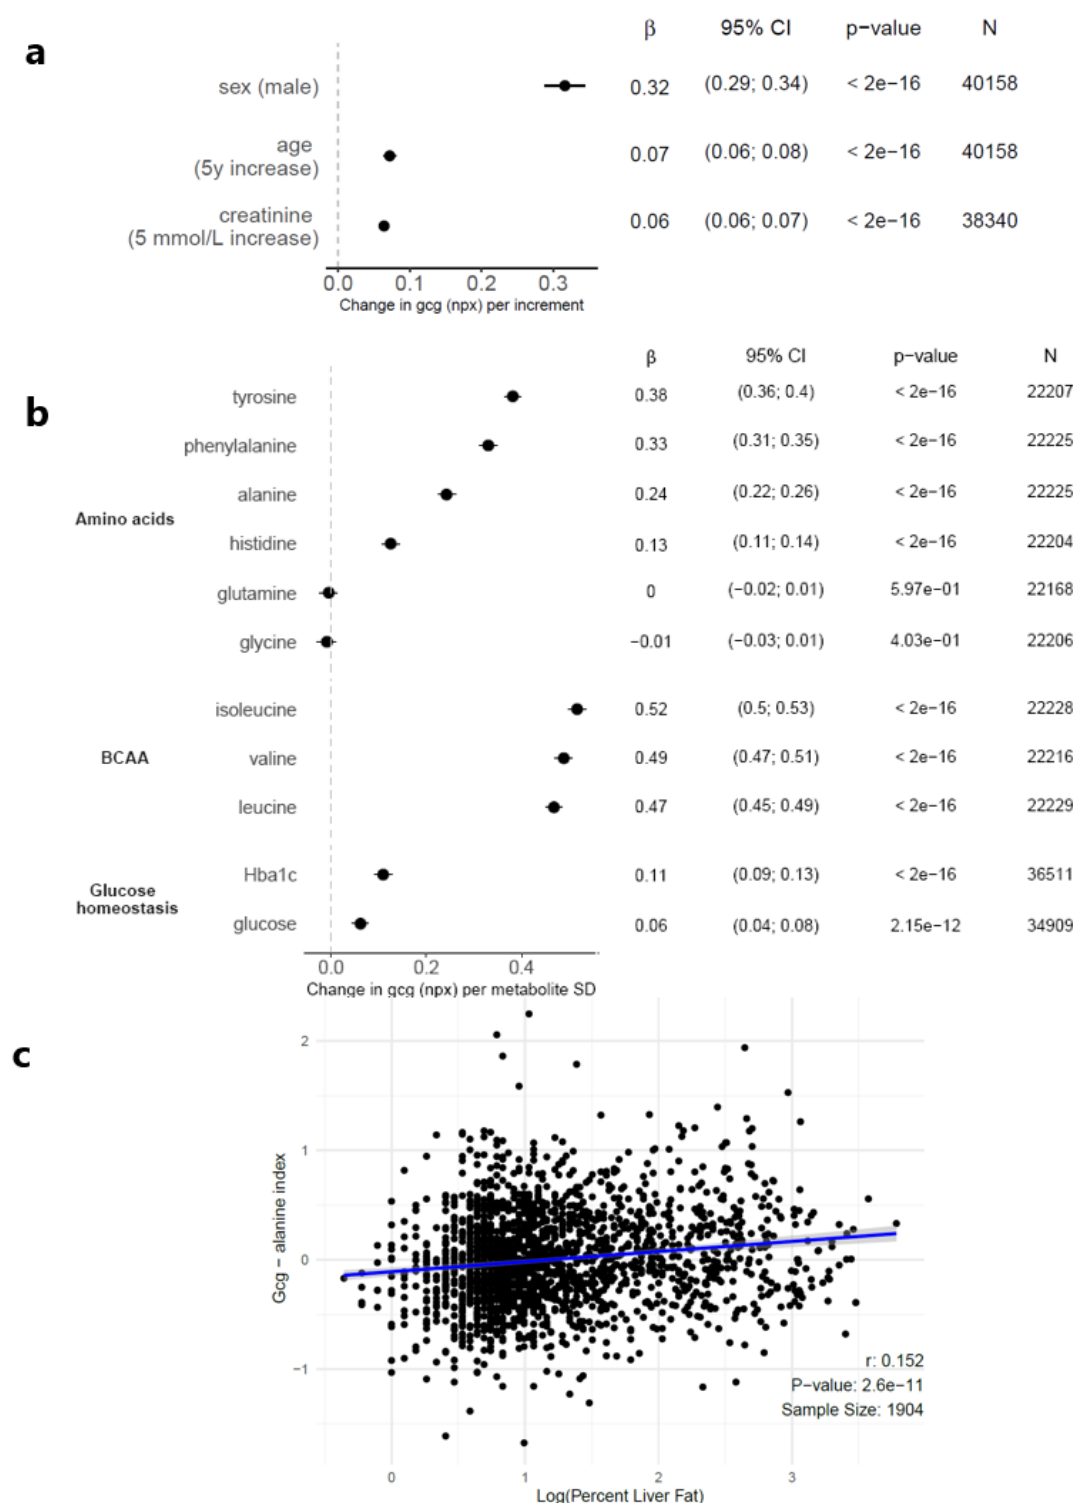 a
β 95% CI p−value N
sex (male) 0.32 (0.29; 0.34) < 2e−16 40158
age
(5y increase) 0.07 (0.06; 0.08) < 2e−16 40158
creatinine
(5 mmol/L increase) 0.06 (0.06; 0.07) < 2e−16 38340
0.0 0.1 0.2 0.3
Change in gcg (npx) per increment
b
β 95% CI p−value N
Amino acids
tyrosine 0.38 (0.36; 0.4) < 2e−16 22207
phenylalanine 0.33 (0.31; 0.35) < 2e−16 22225
alanine 0.24 (0.22; 0.26) < 2e−16 22225
histidine 0.13 (0.11; 0.14) < 2e−16 22204
glutamine 0 (−0.02; 0.01) 5.97e−01 22168
glycine −0.01 (−0.03; 0.01) 4.03e−01 22206
BCAA
isoleucine 0.52 (0.5; 0.53) < 2e−16 22228
valine 0.49 (0.47; 0.51) < 2e−16 22216
leucine 0.47 (0.45; 0.49) < 2e−16 22229
Glucose
homeostasis
Hba1c 0.11 (0.09; 0.13) < 2e−16 36511
glucose 0.06 (0.04; 0.08) 2.15e−12 34909
0.0 0.2 0.4
Change in gcg (npx) per metabolite SD
c
Gcg − alanine index
2
1
0
−1
r: 0.152
P−value: 2.6e−11
Sample Size: 1904
0 1 2 3
Log(Percent Liver Fat)